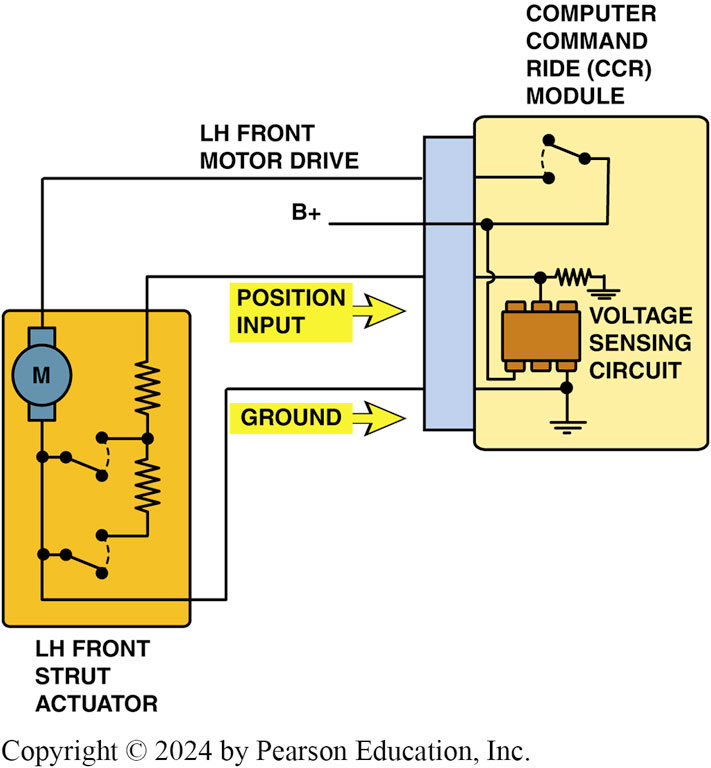 COMPUTER
COMMAND
RIDE (CCR)
MODULE
LH FRONT
MOTOR DRIVE
B+
POSITION
INPUT
VOLTAGE
SENSING
CIRCUIT
M
GROUND
LH FRONT
STRUT
ACTUATOR
Copyright © 2024 by Pearson Education, Inc.